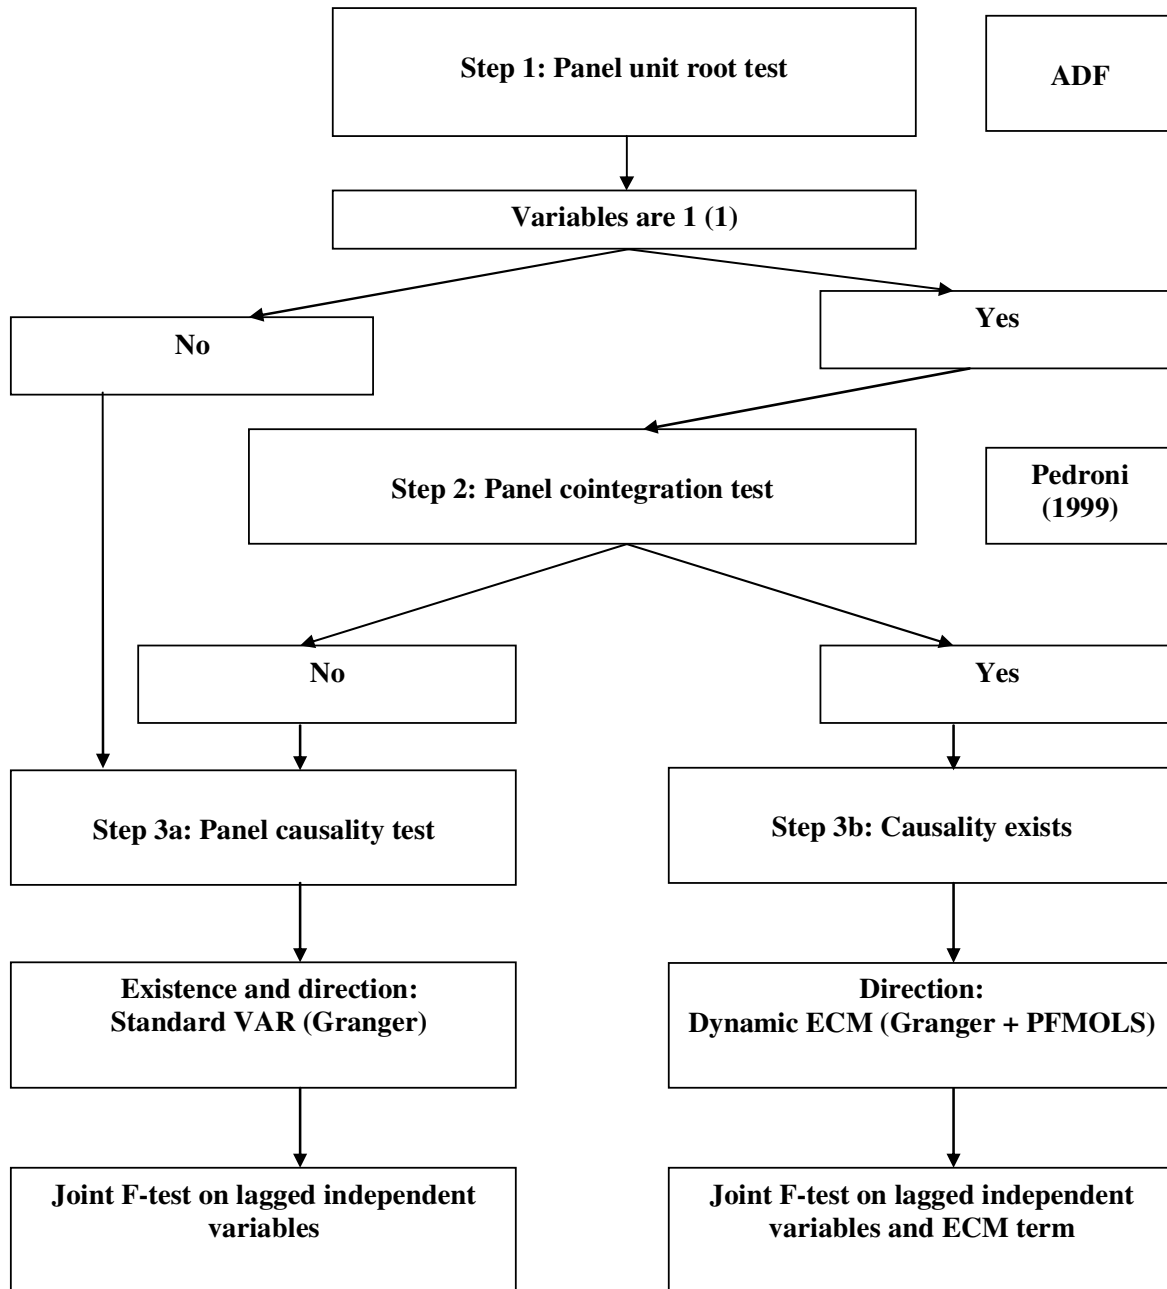 Step 1: Panel unit root test
ADF
Variables are 1 (1)
No
Yes
Step 2: Panel cointegration test
Pedroni
(1999)
No
Yes
Step 3a: Panel causality test
Step 3b: Causality exists
Existence and direction:
Standard VAR (Granger)
Direction:
Dynamic ECM (Granger + PFMOLS)
Joint F-test on lagged independent
variables
Joint F-test on lagged independent
variables and ECM term